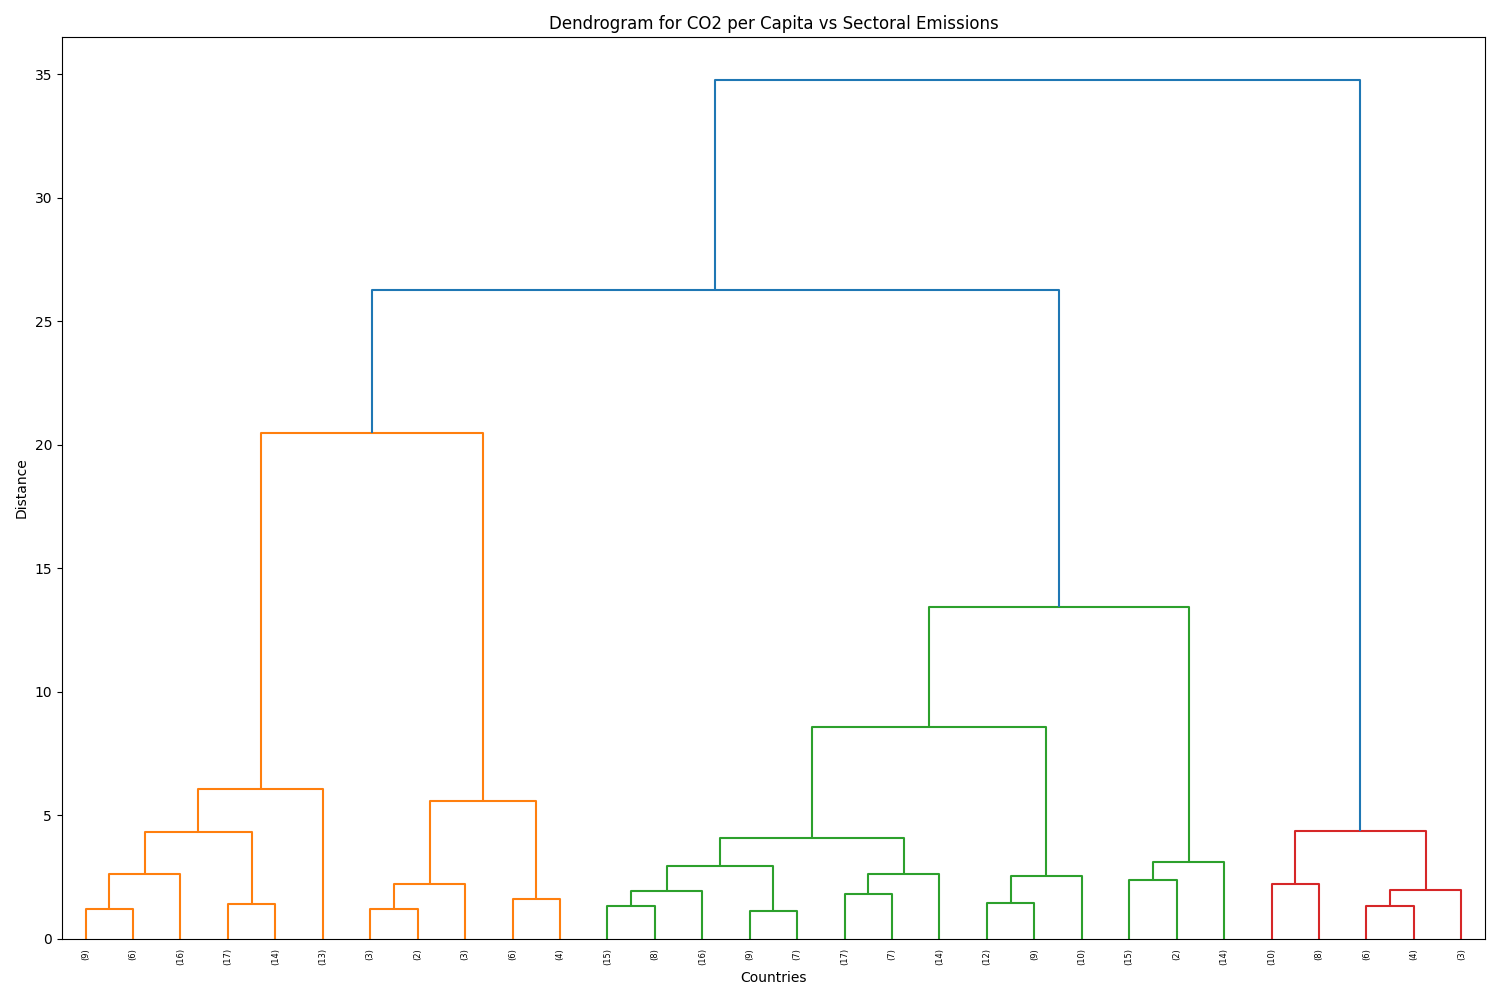 Dendrogram for CO2 per Capita vs Sectoral Emissions
35
30
25
20
15
10
5
0
Distance
(9) (6) (16) (17) (14) (13) (3) (2) (3) (6) (4) (15) (8) (16) (9) (7) (17) (7) (14) (12) (9) (10) (15) (2) (14) (10) (8) (6) (4) (3)
Countries